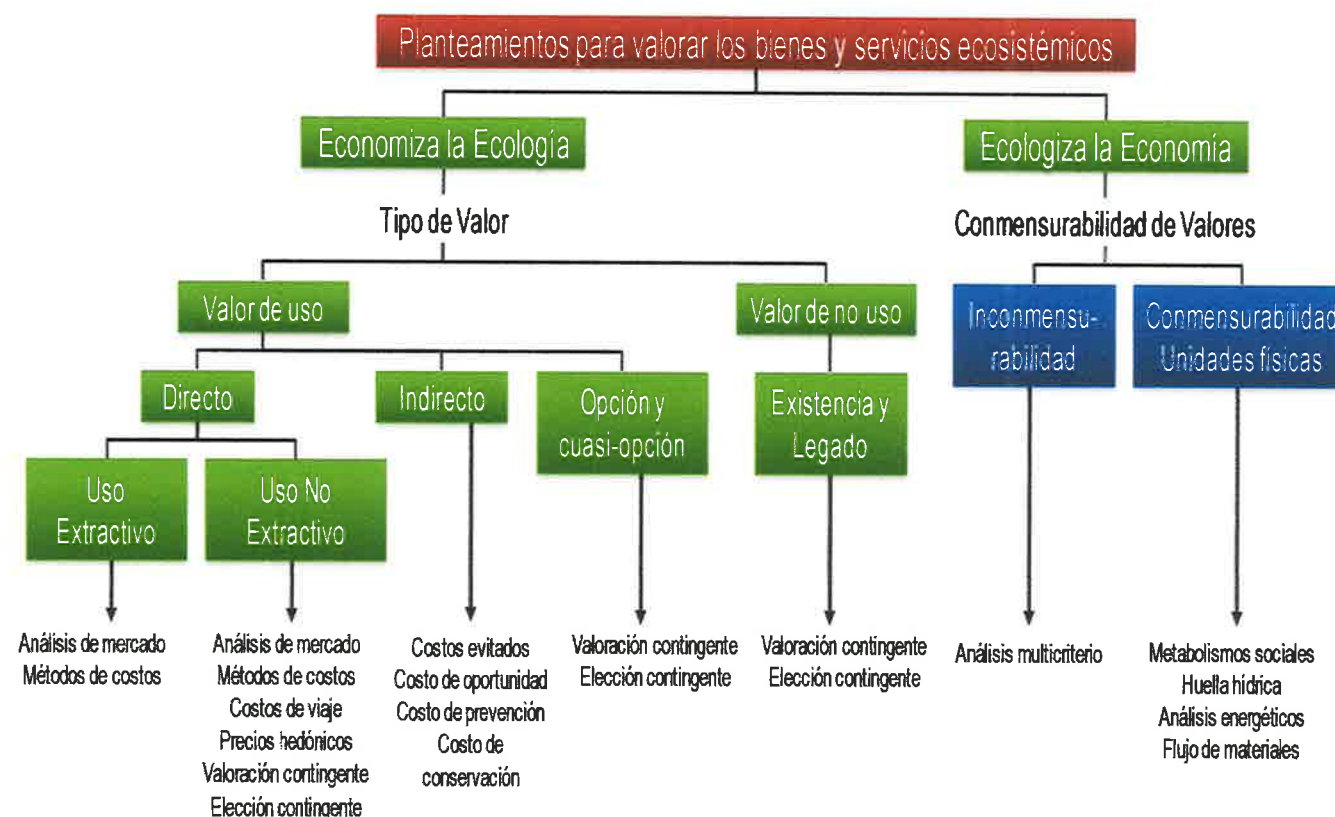 Planteamientos para valorar los bienes y servicios ecosistémicos
Economiza la Ecología
Ecologiza la Economía
Tipo de Valor
Conmensurabilidad de Valores
Valor de uso
Valor de no uso
Inconmensu-
rabilidad
Conmensurabilidad
Unidades físicas
Directo
Indirecto
Opción y
cuasi-opción
Existencia y
Legado
Uso
Extractivo
Uso No
Extractivo
Análisis de mercado
Métodos de costos
Análisis de mercado
Métodos de costos
Costos de viaje
Precios hedónicos
Valoración contingente
Elección contingente
Costos evitados
Costo de oportunidad
Costo de prevención
Costo de
conservación
Valoración contingente
Elección contingente
Valoración contingente
Elección contingente
Análisis multicriterio
Metabolismos sociales
Huella hídrica
Análisis energéticos
Flujo de materiales